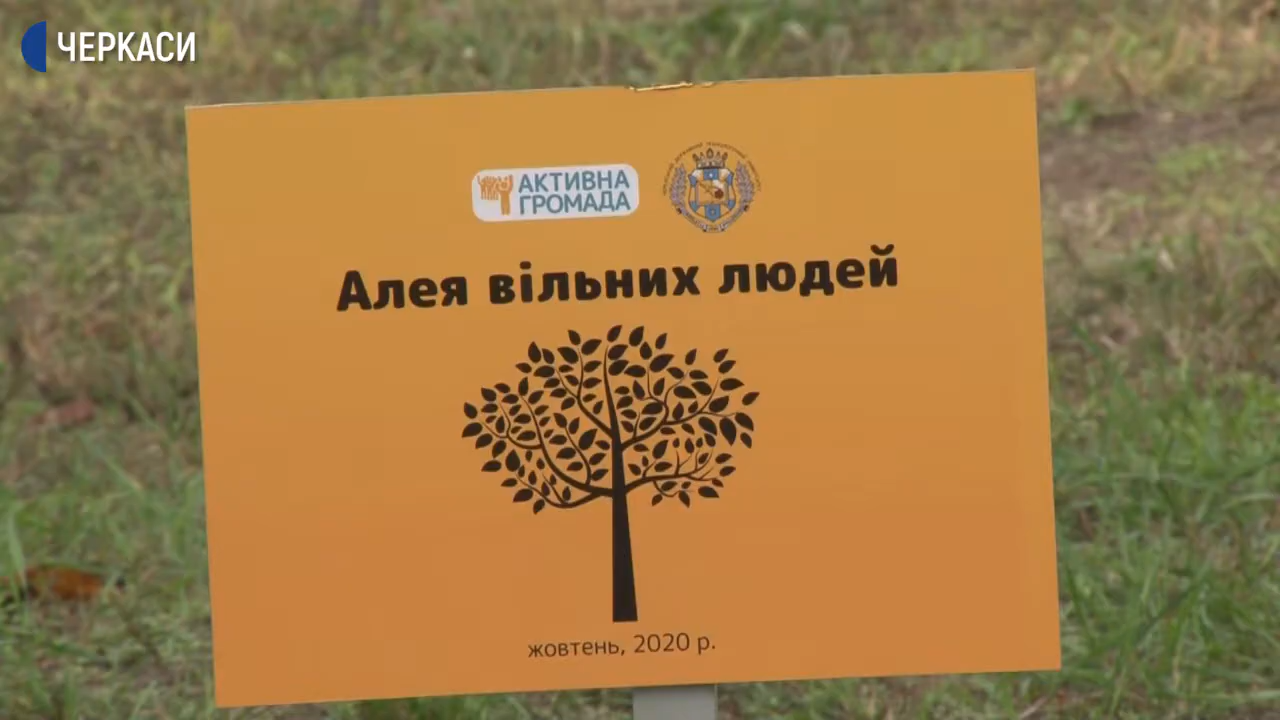 ЧЕРКАСИ
АКТИВНА
ГРОМАДА
Алея вільних людей
жовтень, 2020 р.